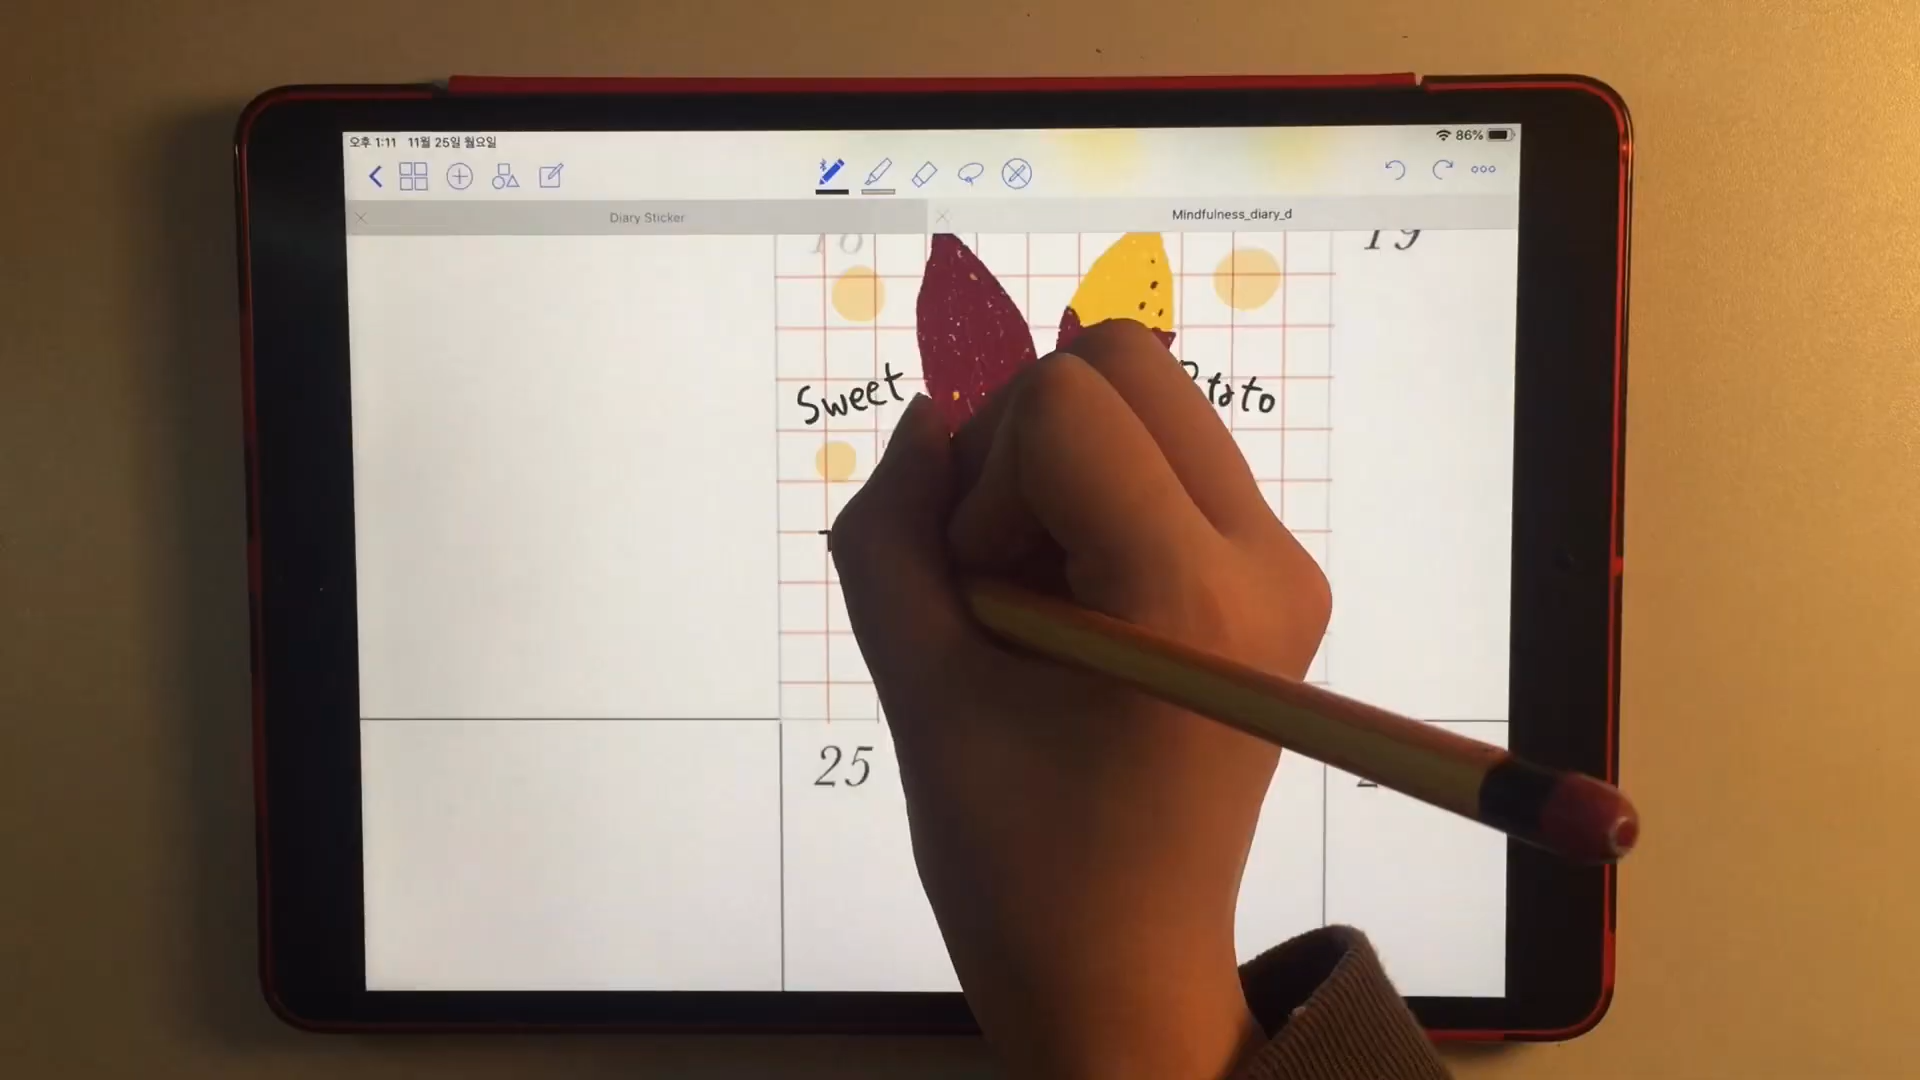 오후 1:11 11월 25일 월요일
86%
Diary Sticker
Mindfulness_diary_d
18
19
Sweet
25